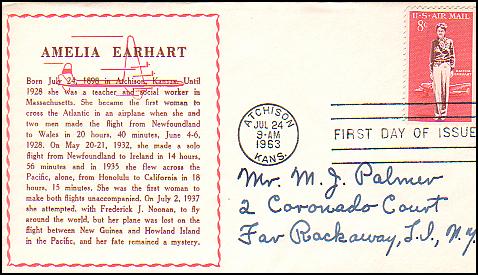 AMELIA EARHART
Born July 24, 1898 in Atchison, Kansas. Until
1928 she was a teacher and social worker in
Massachusetts. She became the first woman to
cross the Atlantic in an airplane when she and
two men made the flight from Newfoundland
to Wales in 20 hours, 40 minutes, June 4-6,
1928. On May 20-21, 1932, she made a solo
flight from Newfoundland to Ireland in 14 hours,
56 minutes and in 1935 she flew across the
Pacific, alone, from Honolulu to California in 18
hours, 15 minutes. She was the first woman to
make both flights unaccompanied. On July 2, 1937
she attempted, with Frederick J. Noonan, to fly
around the world, but her plane was lost on the
flight between New Guinea and Howland Island
in the Pacific, and her fate remained a mystery.
U·S·AIR MAIL
8¢
AMELIA
EARHART
ATCHISON
JUL 24
9-AM
1963
KANS.
FIRST DAY OF ISSUE
Mr. M. J. Palmer
2 Coronado Court
Far Rockaway, L.I., N.Y.